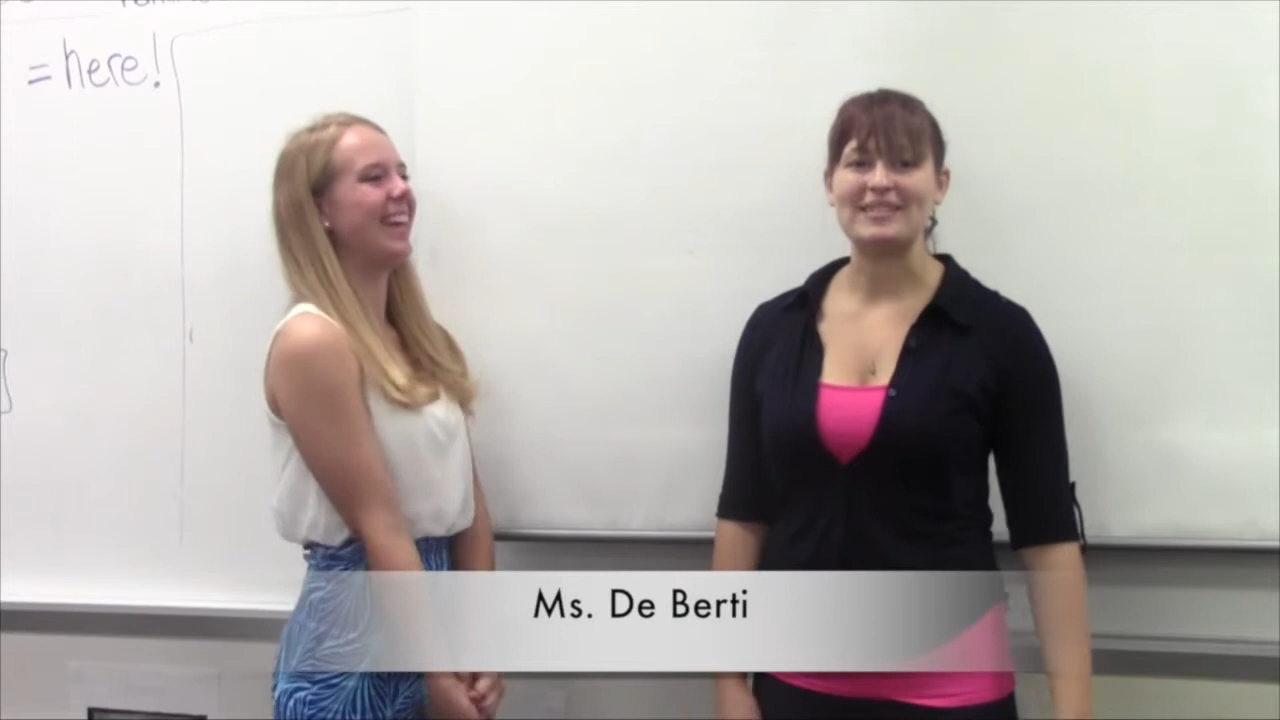 = here!
Ms. De Berti